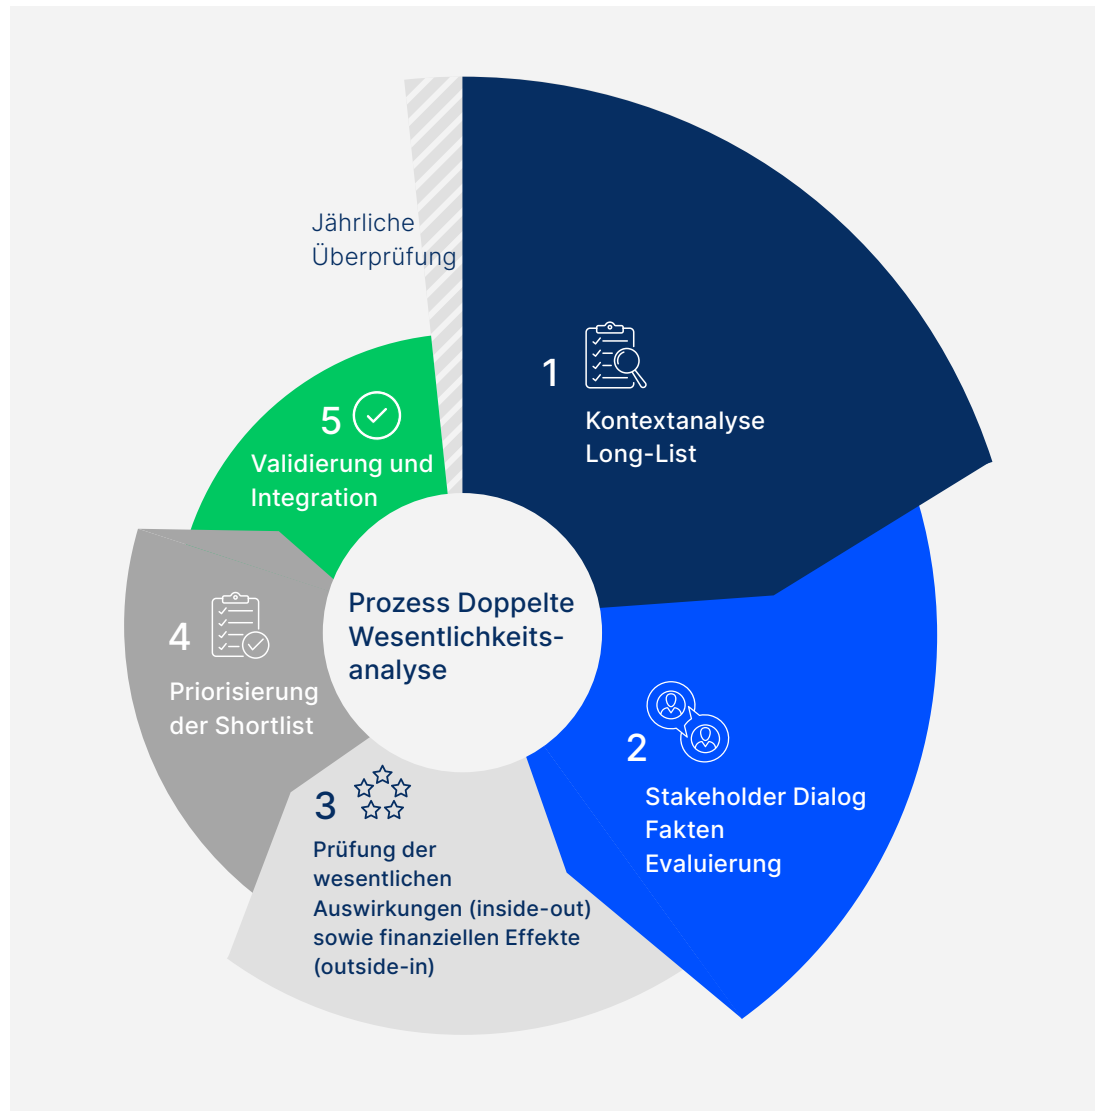 Prozess Doppelte
Wesentlichkeits-
analyse
1
Kontextanalyse
Long-List
2
Stakeholder Dialog
Fakten
Evaluierung
3
Prüfung der
wesentlichen
Auswirkungen (inside-out)
sowie finanziellen Effekte
(outside-in)
4
Priorisierung
der Shortlist
5
Validierung und
Integration
Jährliche
Überprüfung